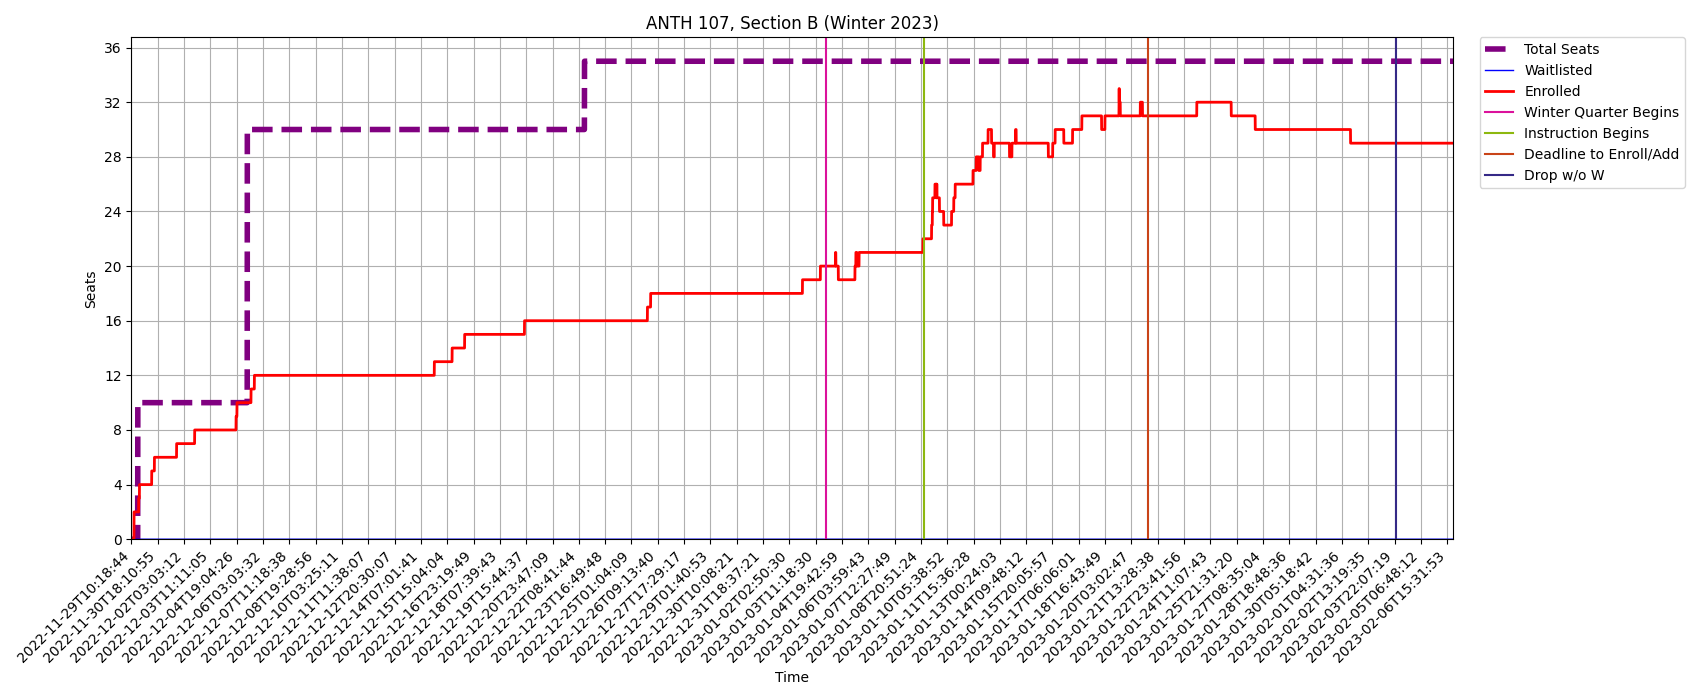 ANTH 107, Section B (Winter 2023)
36
32
28
24
20
16
12
8
4
0
Seats
Total Seats
Waitlisted
Enrolled
Winter Quarter Begins
Instruction Begins
Deadline to Enroll/Add
Drop w/o W
2022-11-29T10:18:44
2022-11-30T18:10:55
2022-12-02T03:03:12
2022-12-03T11:11:05
2022-12-04T19:04:26
2022-12-06T03:03:32
2022-12-07T11:18:38
2022-12-08T19:28:56
2022-12-10T03:25:11
2022-12-11T11:38:07
2022-12-12T20:30:07
2022-12-14T07:01:41
2022-12-15T15:04:04
2022-12-16T23:19:49
2022-12-18T07:39:43
2022-12-19T15:44:37
2022-12-20T23:47:09
2022-12-22T08:41:44
2022-12-23T16:49:48
2022-12-25T01:04:09
2022-12-26T09:13:40
2022-12-27T17:29:17
2022-12-29T01:40:53
2022-12-30T10:08:21
2022-12-31T18:37:21
2023-01-02T02:50:30
2023-01-03T11:18:30
2023-01-04T19:42:59
2023-01-06T03:59:43
2023-01-07T12:27:49
2023-01-08T20:51:24
2023-01-10T05:38:52
2023-01-11T15:36:28
2023-01-13T00:24:03
2023-01-14T09:48:12
2023-01-15T20:05:57
2023-01-17T06:06:01
2023-01-18T16:43:49
2023-01-20T03:02:47
2023-01-21T13:28:38
2023-01-22T23:41:56
2023-01-24T11:07:43
2023-01-25T21:31:20
2023-01-27T08:35:04
2023-01-28T18:48:36
2023-01-30T05:18:42
2023-02-01T04:31:36
2023-02-02T13:19:35
2023-02-03T22:07:19
2023-02-05T06:48:12
2023-02-06T15:31:53
Time